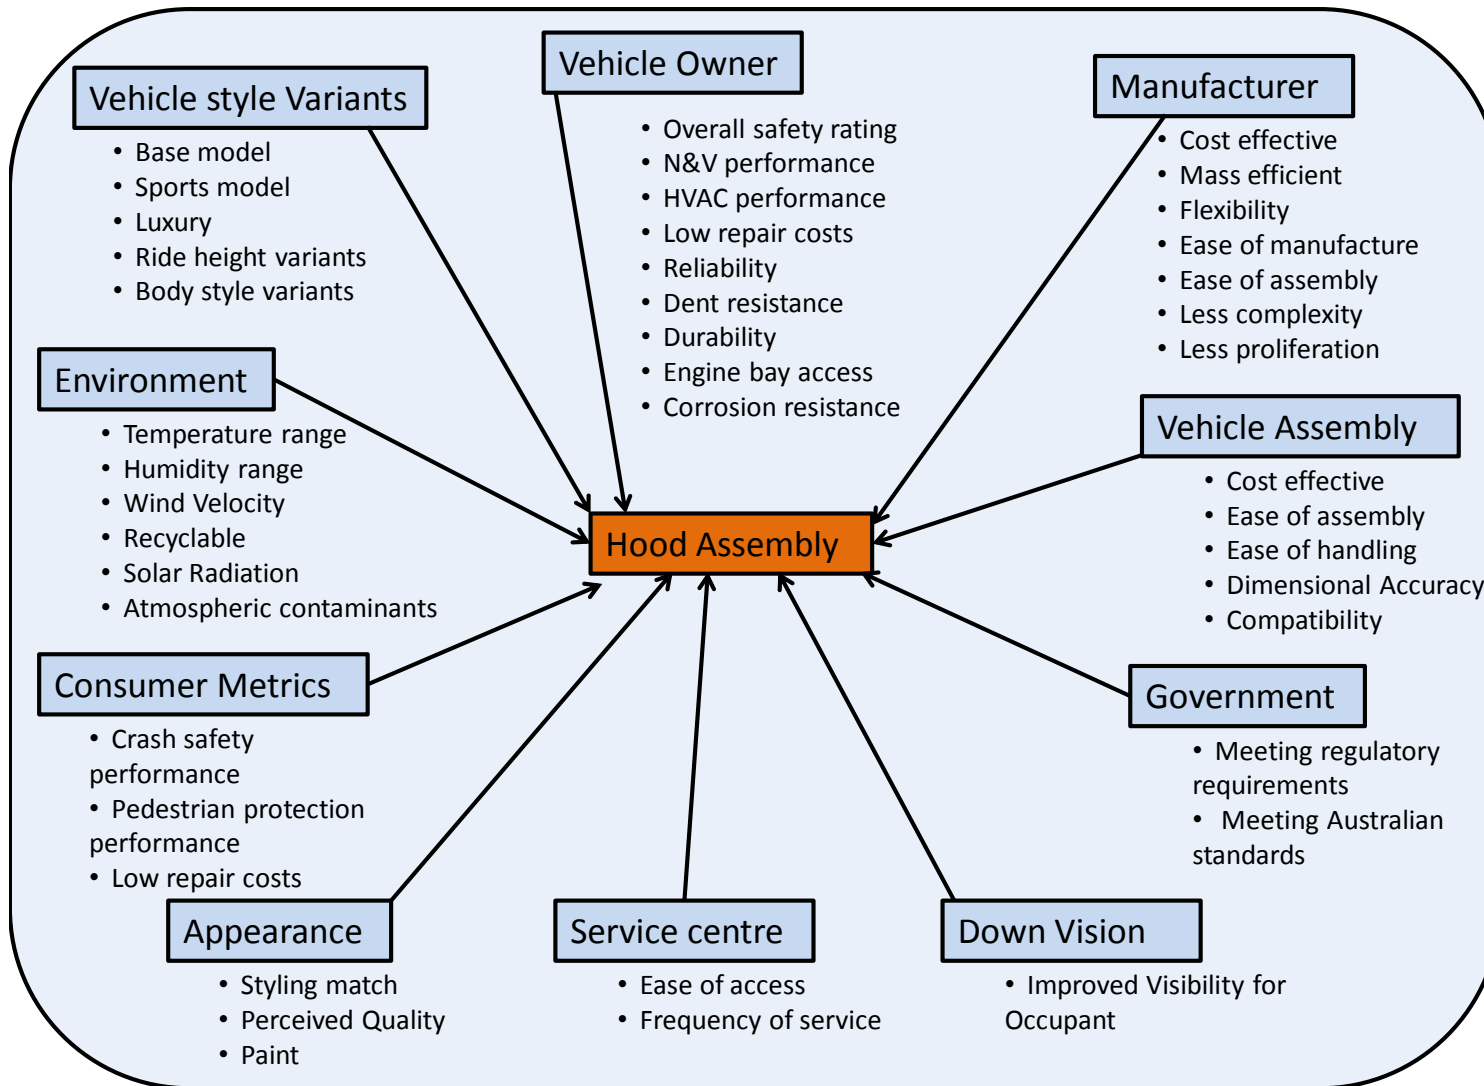 Vehicle style Variants
• Base model
• Sports model
• Luxury
• Ride height variants
• Body style variants
Vehicle Owner
• Overall safety rating
• N&V performance
• HVAC performance
• Low repair costs
• Reliability
• Dent resistance
• Durability
• Engine bay access
• Corrosion resistance
Manufacturer
• Cost effective
• Mass efficient
• Flexibility
• Ease of manufacture
• Ease of assembly
• Less complexity
• Less proliferation
Environment
• Temperature range
• Humidity range
• Wind Velocity
• Recyclable
• Solar Radiation
• Atmospheric contaminants
Hood Assembly
Vehicle Assembly
• Cost effective
• Ease of assembly
• Ease of handling
• Dimensional Accuracy
• Compatibility
Consumer Metrics
• Crash safety
performance
• Pedestrian protection
performance
• Low repair costs
Government
• Meeting regulatory
requirements
• Meeting Australian
standards
Appearance
• Styling match
• Perceived Quality
• Paint
Service centre
• Ease of access
• Frequency of service
Down Vision
• Improved Visibility for
Occupant